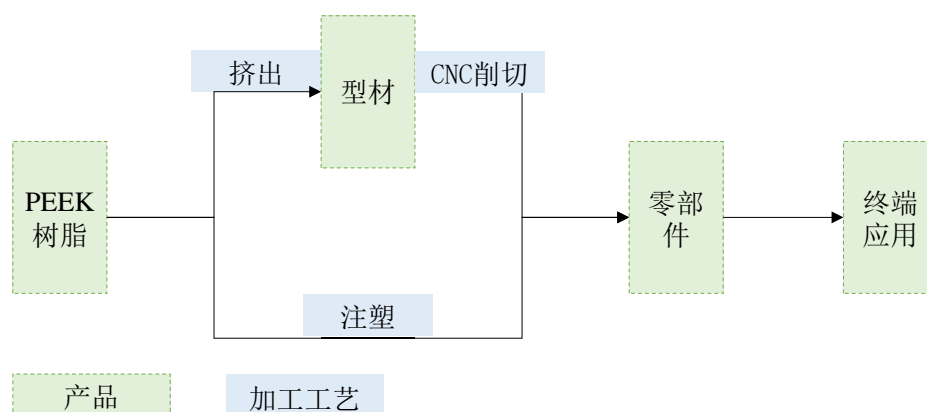 挤出
型材
CNC削切
PEEK
树脂
零部
件
终端
应用
注塑
产品
加工工艺